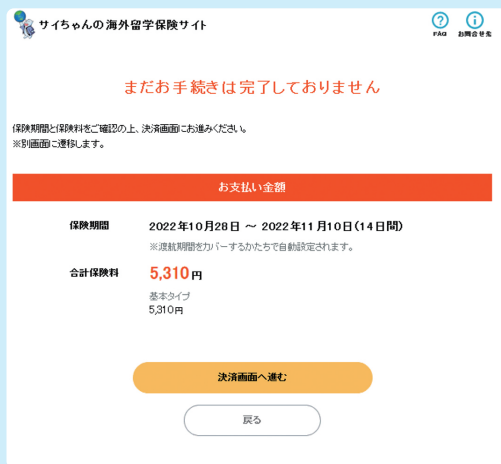 サイちゃんの海外留学保険サイト
FAQ
お問合せ先
まだお手続きは完了しておりません
保険期間と保険料をご確認の上、決済画面にお進みください。
※別画面に遷移します。
お支払い金額
保険期間 2022年10月28日 ～ 2022年11月10日(14日間)
※渡航期間をカバーするかたちで自動設定されます。
合計保険料 5,310円
基本タイプ
5,310円
決済画面へ進む
戻る